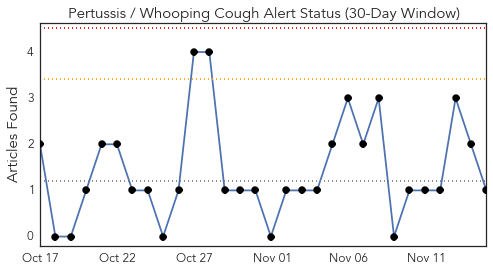 Pertussis / Whooping Cough Alert Status (30-Day Window)
4
3
2
1
0
Articles Found
Oct 17 Oct 22 Oct 27 Nov 01 Nov 06 Nov 11